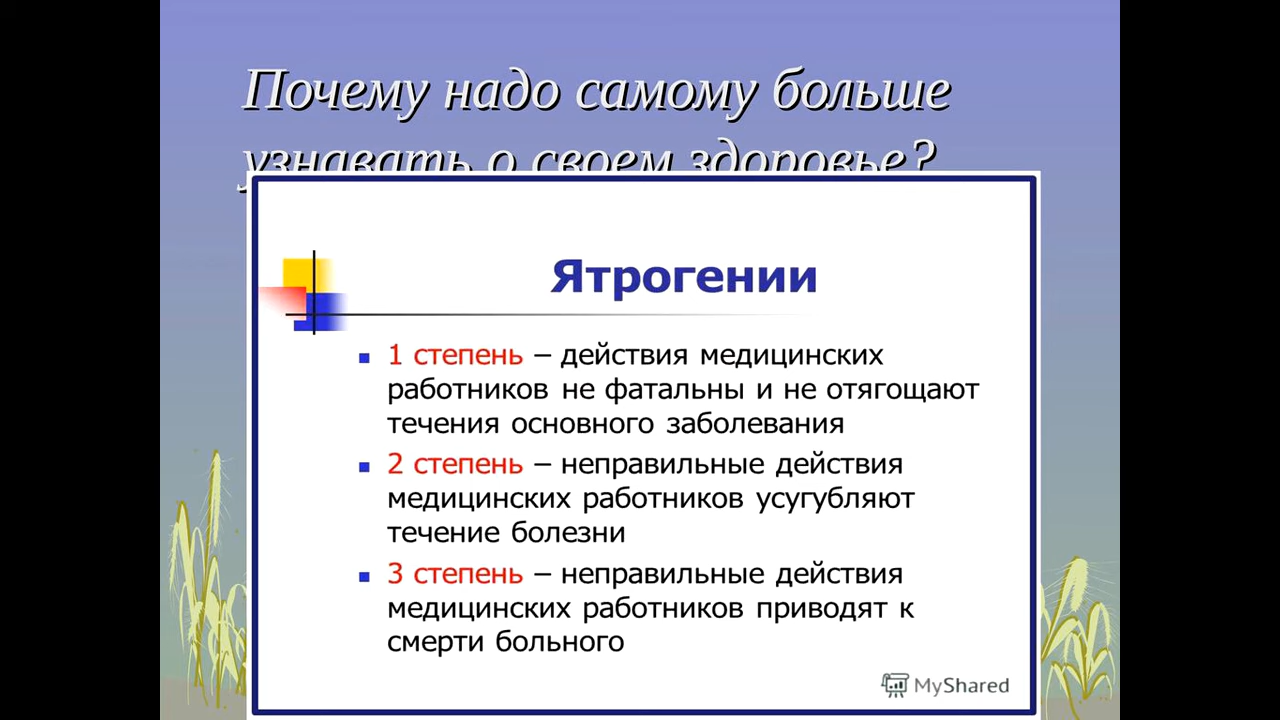 Почему надо самому больше
узнавать о своем здоровье?
Ятрогении
1 степень – действия медицинских
работников не фатальны и не отягощают
течения основного заболевания
2 степень – неправильные действия
медицинских работников усугубляют
течение болезни
3 степень – неправильные действия
медицинских работников приводят к
смерти больного
MyShared